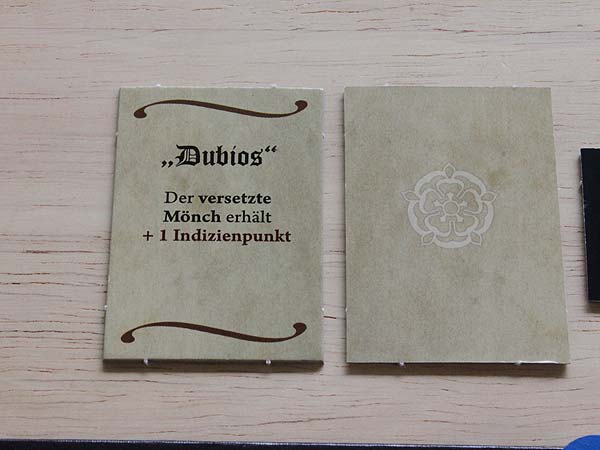 „Dubios“
Der versetzte
Mönch erhält
+ 1 Indizienpunkt